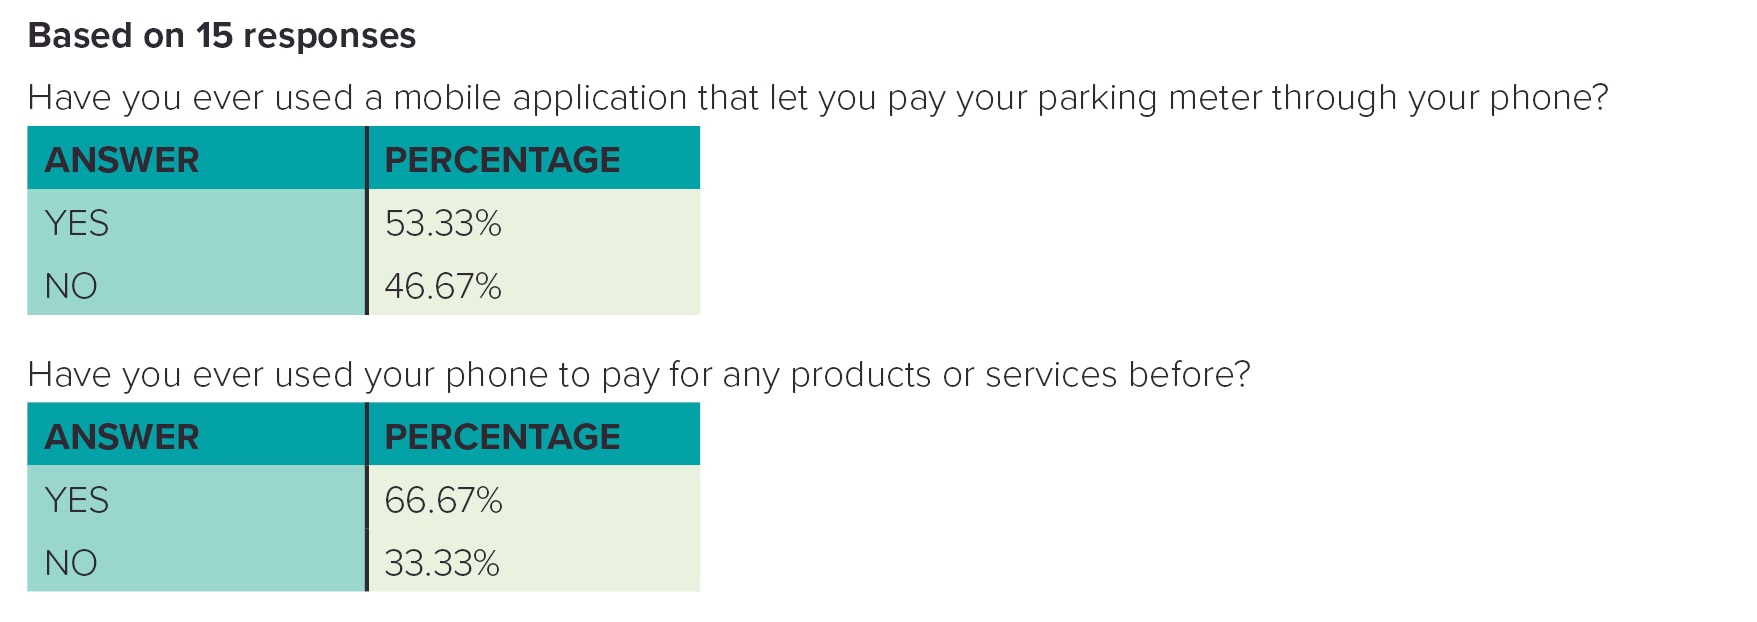 Based on 15 responses
Have you ever used a mobile application that let you pay your parking meter through your phone?
ANSWER PERCENTAGE
YES 53.33%
NO 46.67%
Have you ever used your phone to pay for any products or services before?
ANSWER PERCENTAGE
YES 66.67%
NO 33.33%